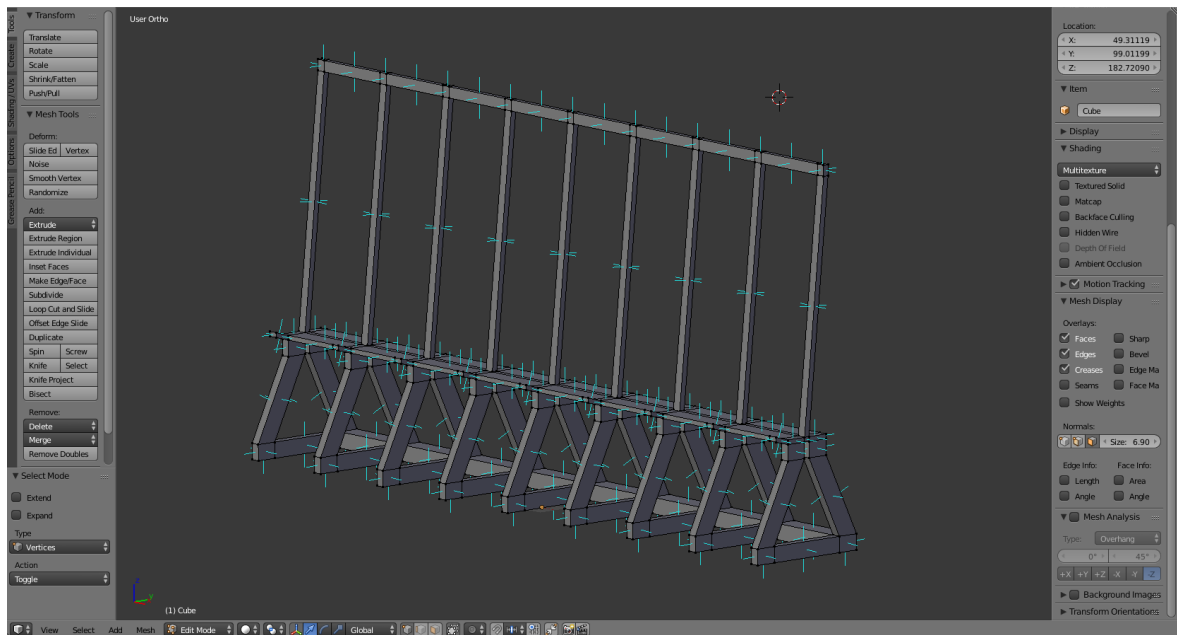 Transform
Translate
Rotate
Scale
Shrink/Fatten
Push/Pull
Mesh Tools
Deform:
Slide Ed Vertex
Noise
Smooth Vertex
Randomize
Add:
Extrude
Extrude Region
Extrude Individual
Inset Faces
Make Edge/Face
Subdivide
Loop Cut and Slide
Offset Edge Slide
Duplicate
Spin Screw
Knife Select
Knife Project
Bisect
Remove:
Delete
Merge
Remove Doubles
Select Mode
Extend
Expand
Type
Vertices
Action
Toggle
Tools
Create
Shading / UVs
Options
Grease Pencil
User Ortho
z
y
(1) Cube
View Select Add Mesh Edit Mode Global
Location:
X: 49.31119
Y: 99.01199
Z: 182.72090
Item
Cube
Display
Shading
Multitexture
Textured Solid
Matcap
Backface Culling
Hidden Wire
Depth Of Field
Ambient Occlusion
Motion Tracking
Mesh Display
Overlays:
Faces Sharp
Edges Bevel
Creases Edge Ma
Seams Face Ma
Show Weights
Normals:
Size: 6.90
Edge Info: Face Info:
Length Area
Angle Angle
Mesh Analysis
Type: Overhang
0° 45°
+X +Y +Z -X -Y -Z
Background Images
Transform Orientations